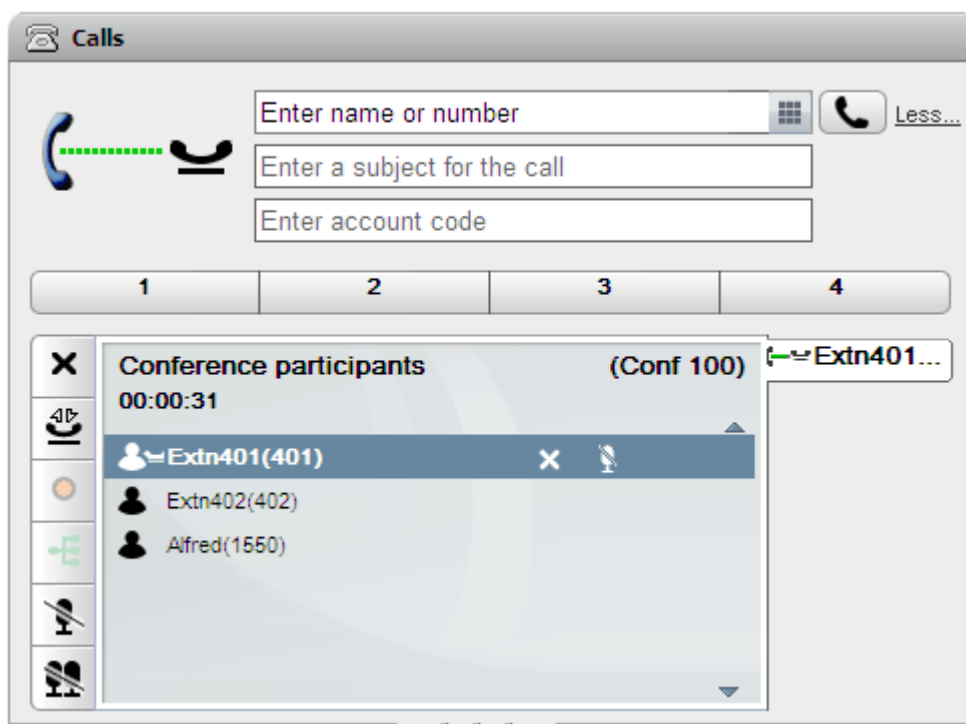 Calls
Enter name or number
Less...
Enter a subject for the call
Enter account code
1 2 3 4
Conference participants (Conf 100)
Extn401...
00:00:31
Extn401(401)
Extn402(402)
Alfred(1550)